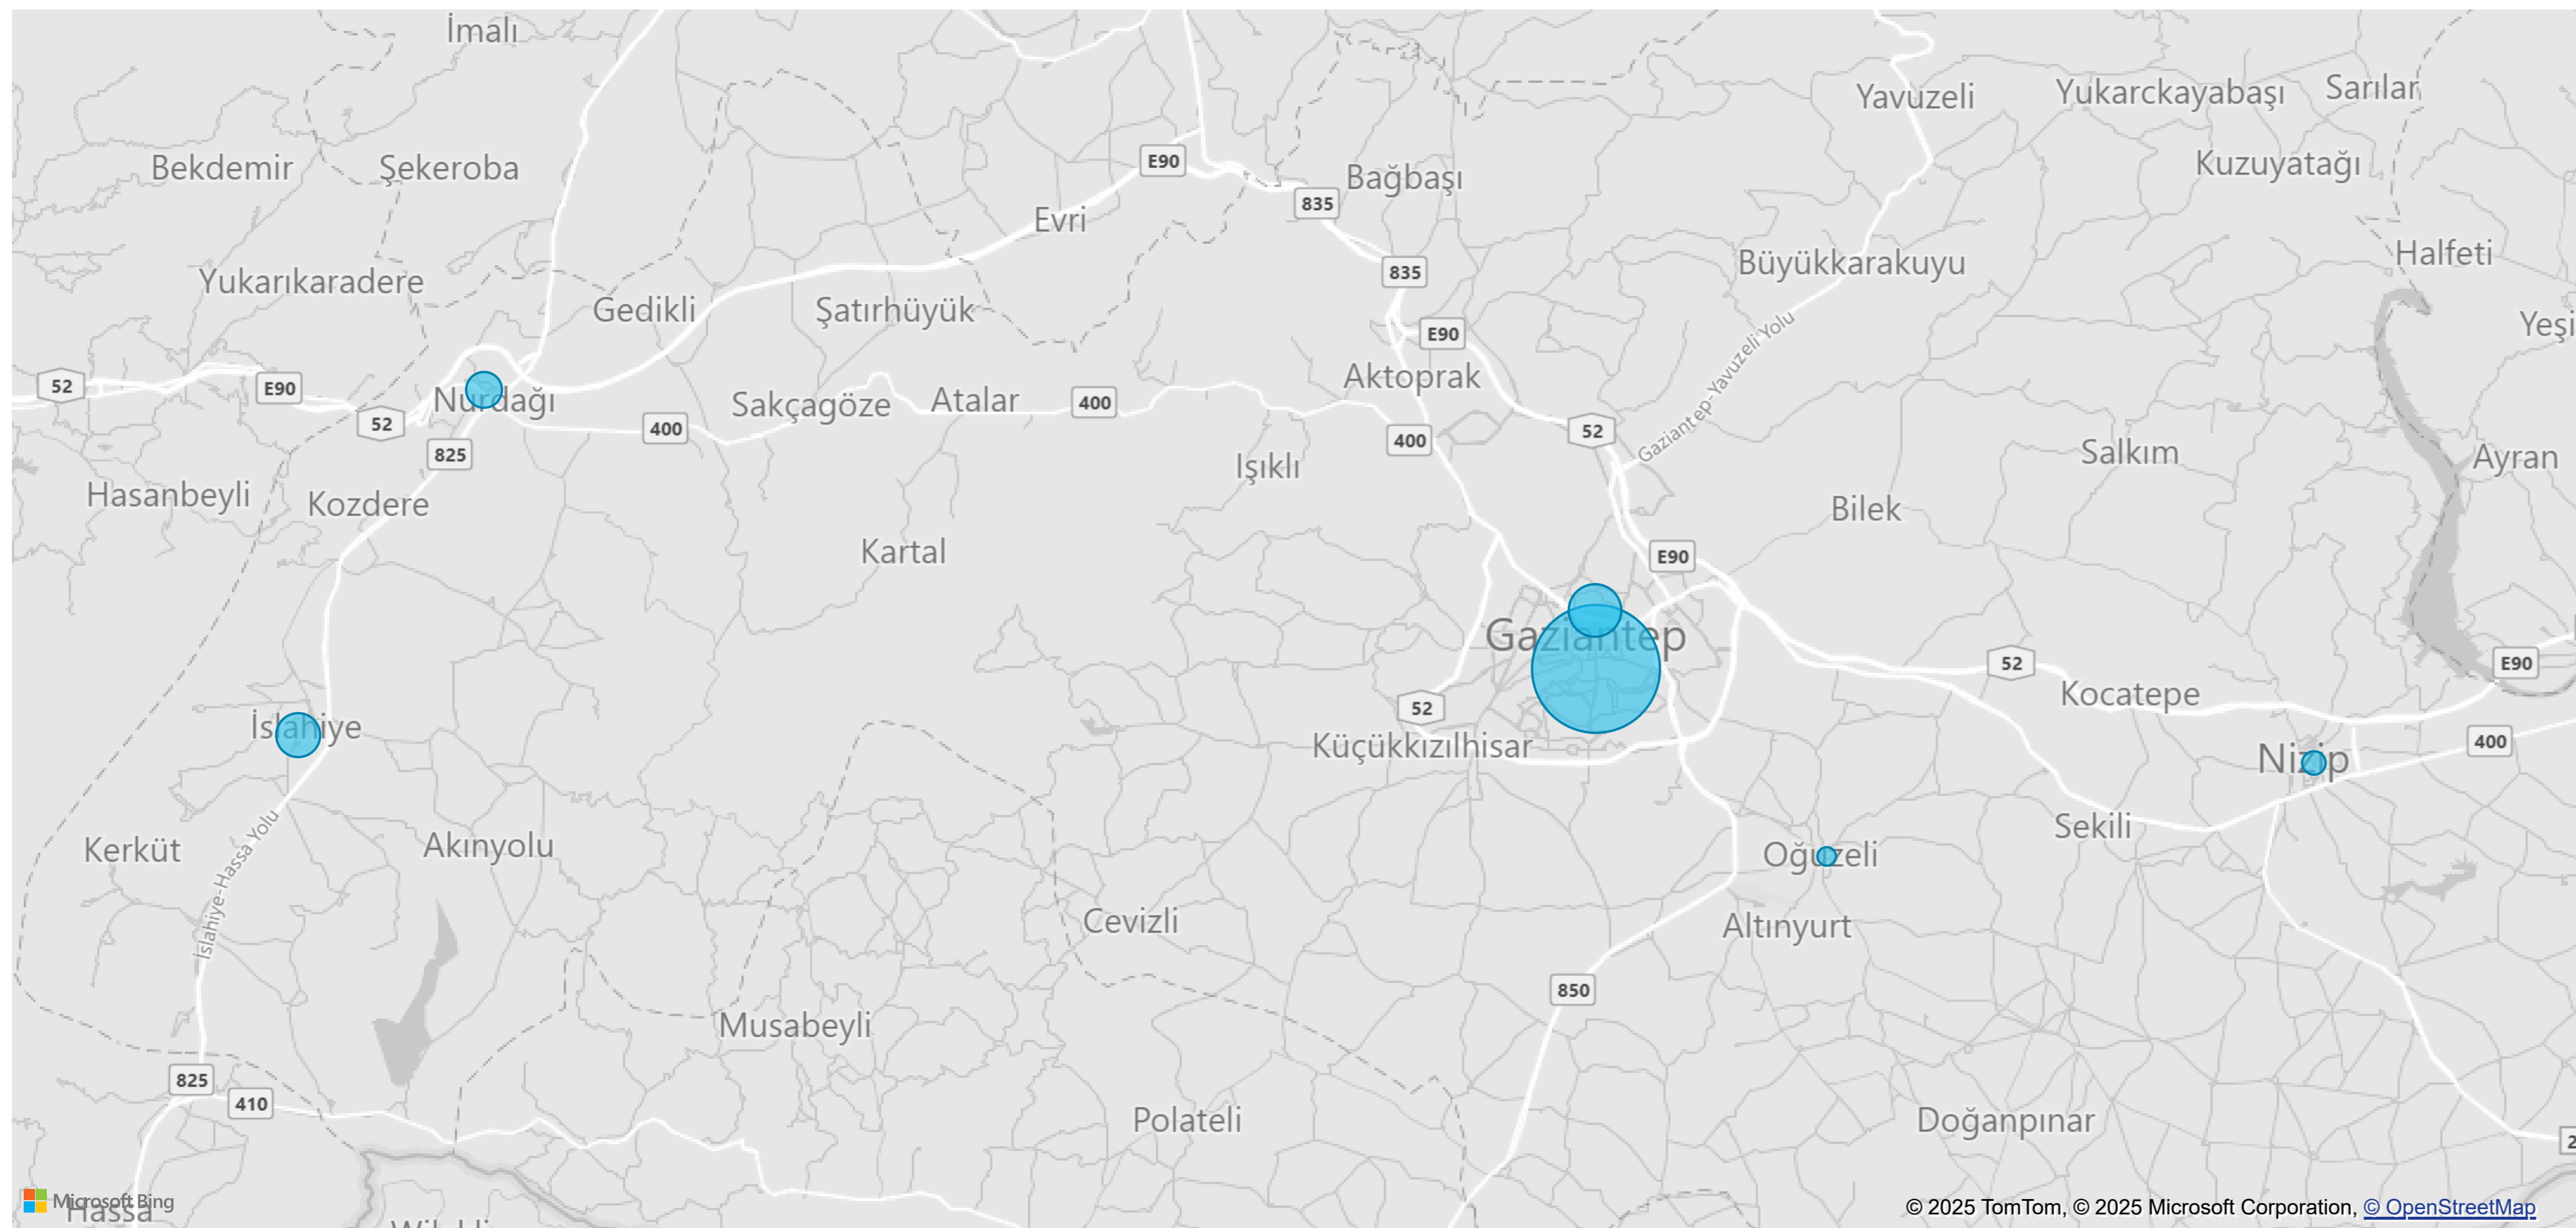 İmalı
Yavuzeli
Yukarckayabaşı
Sarılar
Bekdemir
Şekeroba
E90
Bağbaşı
Kuzuyatağı
835
Evri
Halfeti
Yukarıkaradere
835
Büyükkarakuyu
Gedikli
Şatırhüyük
E90
Gaziantep-Yavuzeli Yolu
Aktoprak
52
E90
Nurdağı
Sakçagöze
Atalar
400
52
400
400
52
825
Işıklı
Salkım
Ayran
Hasanbeyli
Kozdere
Bilek
Kartal
E90
Gaziantep
52
E90
Kocatepe
52
İslahiye
Küçükkızılhisar
400
Nizip
Kerküt
Akınyolu
Sekili
Oğuzeli
İslahiye-Hassa Yolu
Cevizli
Altınyurt
850
Musabeyli
825
410
Polateli
Doğanpınar
Microsoft Bing
Hassa
© 2025 TomTom, © 2025 Microsoft Corporation, © OpenStreetMap